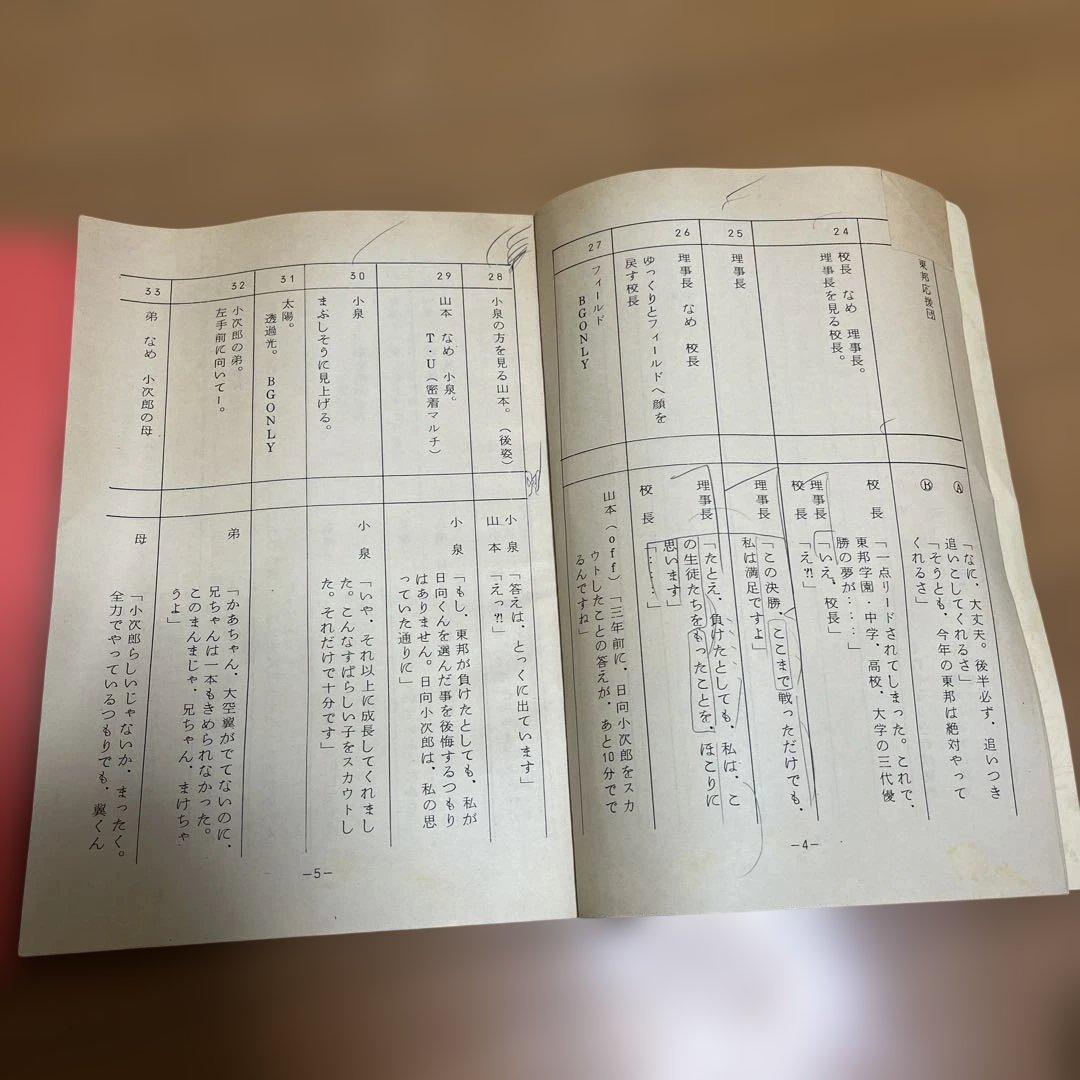 東邦応援団
Ⓐ
「なに、大丈夫。後半必ず、追いつき
追いこしてくれるさ」
Ⓑ
「そうとも、今年の東邦は絶対やって
くれるさ」
24
校長 なめ 理事長。
理事長を見る校長。
校 長
「一点リードされてしまった。これで、
東邦学園・中学、高校、大学の三代優
勝の夢が……」
理事長
「いえ、校長」
校 長
「え⁈」
25
理事長
理事長
「この決勝、ここまで戦っただけでも、
私は満足ですよ」
26
理事長 なめ 校長
ゆっくりとフィールドへ顔を
戻す校長
理事長
「たとえ、負けたとしても、私は、こ
の生徒たちをもったことを、ほこりに
思います」
校 長
「……」
27
フィールド
BGONLY
山本（off）「三年前に、日向小次郎をスカ
ウトしたことの答えが、あと10分でで
るんですね」
—4—
28
小泉の方を見る山本。（後姿）
小 泉
「答えは、とっくに出ています」
山 本
「えっ⁈」
29
山本 なめ 小泉。
T・U（密着マルチ）
小 泉
「もし、東邦が負けたとしても、私が
日向くんを選んだ事を後悔するつもり
はありません。日向小次郎は、私の思
っていた通りに」
30
小泉
まぶしそうに見上げる。
小 泉
「いや、それ以上に成長してくれまし
た。こんなすばらしい子をスカウトし
た。それだけで十分です」
31
太陽。
透過光。 BGONLY
32
小次郎の弟。
左手前に向いてー。
弟
「かあちゃん、大空翼がでてないのに、
兄ちゃんは一本もきめられなかった。
このまんまじゃ、兄ちゃん、まけちゃ
うよ」
33
弟 なめ 小次郎の母
母
「小次郎らしいじゃないか、まったく。
全力でやっているつもりでも、翼くん
—5—